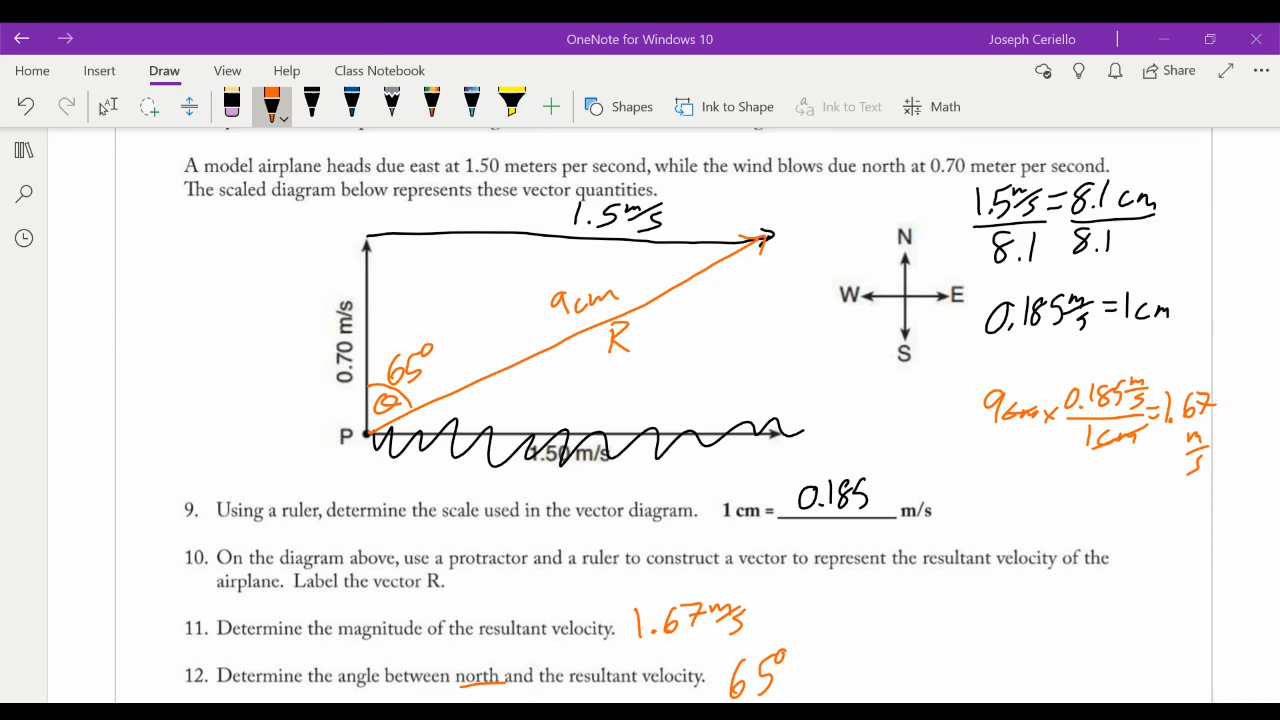 OneNote for Windows 10
Joseph Ceriello
Home Insert Draw View Help Class Notebook
Share
Shapes Ink to Shape Ink to Text Math
A model airplane heads due east at 1.50 meters per second, while the wind blows due north at 0.70 meter per second.
The scaled diagram below represents these vector quantities.
1.5 m/s
1.5 m/s = 8.1 cm
8.1 8.1
N
W E
S
0.185 m/s = 1 cm
0.70 m/s
9cm
R
65°
θ
9cm x 0.185 m/s = 1.67 m/s
1cm
P
1.50 m/s
9. Using a ruler, determine the scale used in the vector diagram. 1 cm = 0.185 m/s
10. On the diagram above, use a protractor and a ruler to construct a vector to represent the resultant velocity of the
airplane. Label the vector R.
11. Determine the magnitude of the resultant velocity. 1.67 m/s
12. Determine the angle between north and the resultant velocity. 65°